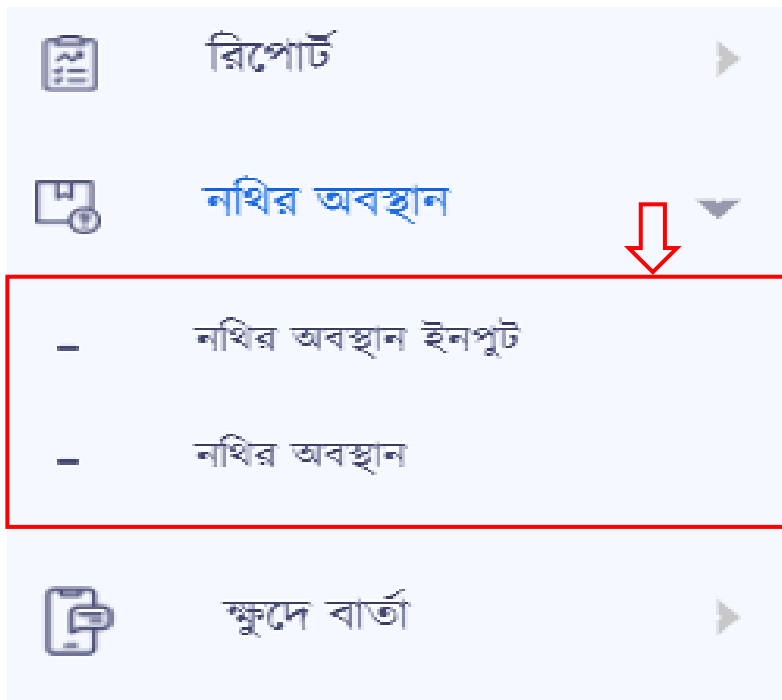 রিপোর্ট
নথির অবস্থান
- নথির অবস্থান ইনপুট
- নথির অবস্থান
ক্ষুদে বার্তা